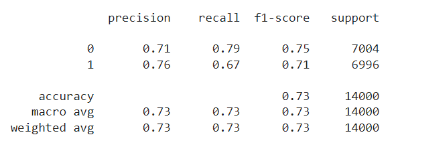 precision recall f1-score support
0 0.71 0.79 0.75 7004
1 0.76 0.67 0.71 6996
accuracy 0.73 14000
macro avg 0.73 0.73 0.73 14000
weighted avg 0.73 0.73 0.73 14000